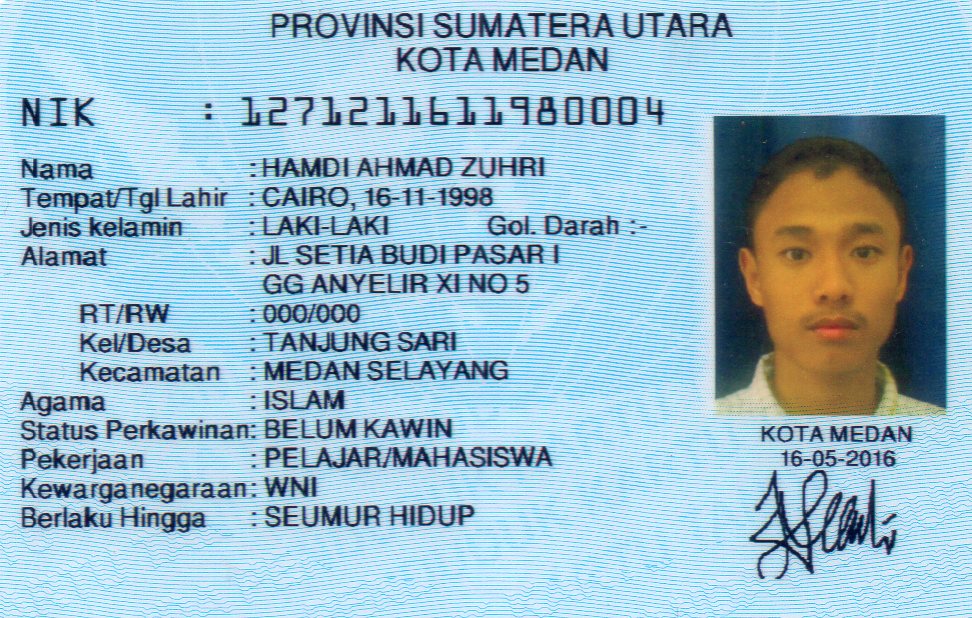 PROVINSI SUMATERA UTARA
KOTA MEDAN
NIK : 1271211611980004
Nama : HAMDI AHMAD ZUHRI
Tempat/Tgl Lahir : CAIRO, 16-11-1998
Jenis kelamin : LAKI-LAKI Gol. Darah :-
Alamat : JL SETIA BUDI PASAR I
GG ANYELIR XI NO 5
RT/RW : 000/000
Kel/Desa : TANJUNG SARI
Kecamatan : MEDAN SELAYANG
Agama : ISLAM
Status Perkawinan: BELUM KAWIN
Pekerjaan : PELAJAR/MAHASISWA
Kewarganegaraan: WNI
Berlaku Hingga : SEUMUR HIDUP
KOTA MEDAN
16-05-2016